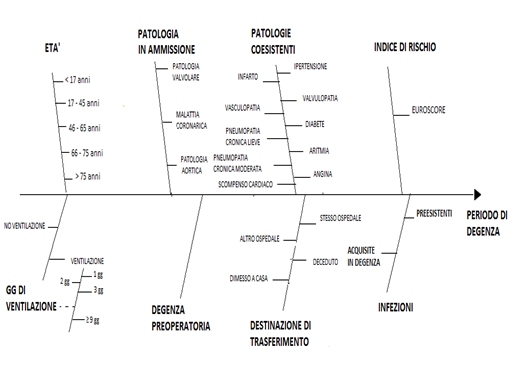 ETA'
< 17 anni
17 - 45 anni
46 - 65 anni
66 - 75 anni
> 75 anni
PATOLOGIA
IN AMMISSIONE
PATOLOGIA
VALVOLARE
MALATTIA
CORONARICA
PATOLOGIA
AORTICA
PATOLOGIE
COESISTENTI
IPERTENSIONE
INFARTO
VALVULOPATIA
VASCULOPATIA
DIABETE
PNEUMOPATIA
CRONICA LIEVE
ARITMIA
PNEUMOPATIA
CRONICA MODERATA
ANGINA
SCOMPENSO CARDIACO
INDICE DI RISCHIO
EUROSCORE
PERIODO DI
DEGENZA
NO VENTILAZIONE
VENTILAZIONE
1 gg
2 gg
3 gg
≥ 9 gg
GG DI
VENTILAZIONE
DEGENZA
PREOPERATORIA
STESSO OSPEDALE
ALTRO OSPEDALE
DECEDUTO
DIMESSO A CASA
DESTINAZIONE DI
TRASFERIMENTO
PREESISTENTI
ACQUISITE
IN DEGENZA
INFEZIONI